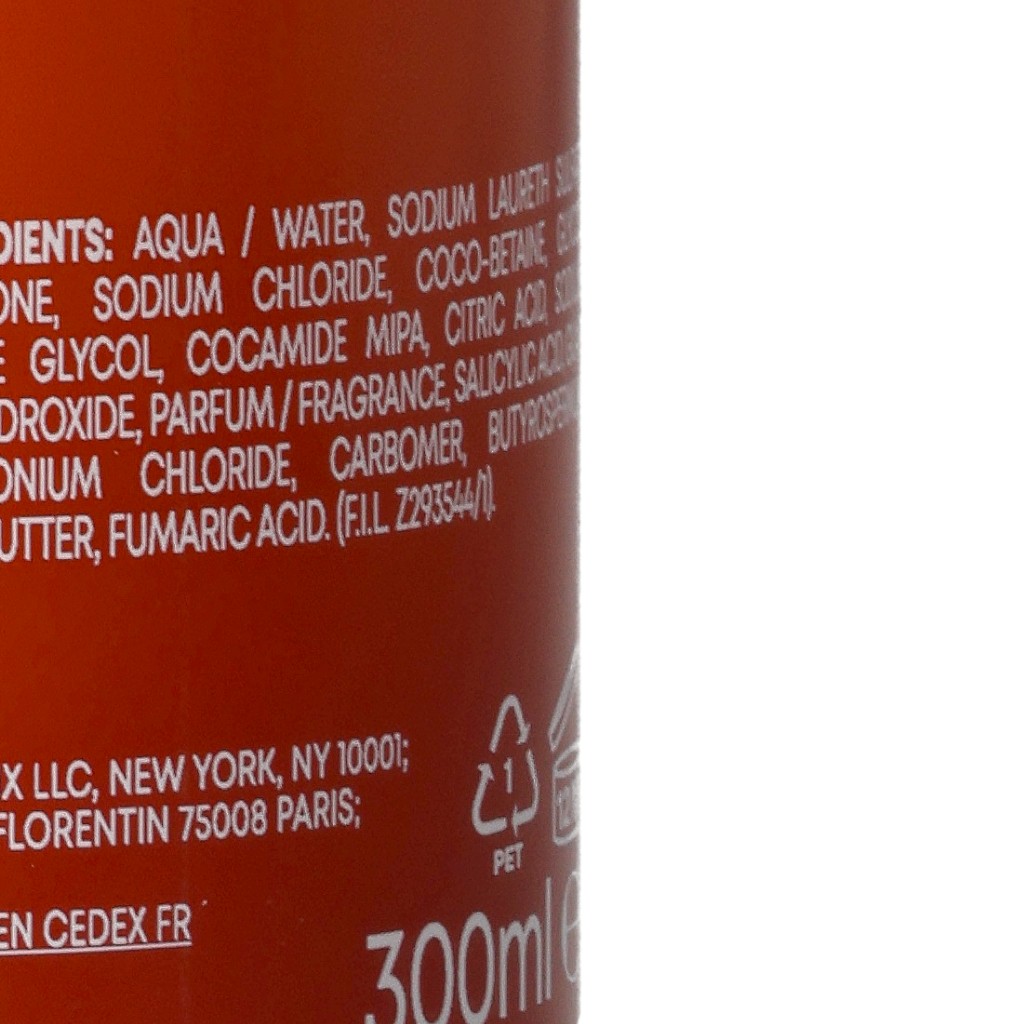 DIENTS: AQUA / WATER, SODIUM LAURETH
ONE, SODIUM CHLORIDE, COCO-BETAINE,
E GLYCOL, COCAMIDE MIPA, CITRIC ACID,
DROXIDE, PARFUM / FRAGRANCE, SALICYLIC ACID,
ONIUM CHLORIDE, CARBOMER,
UTTER, FUMARIC ACID. (F.I.L. Z293544/1).
X LLC, NEW YORK, NY 10001;
FLORENTIN 75008 PARIS;
EN CEDEX FR
1
PET
12
300ml e